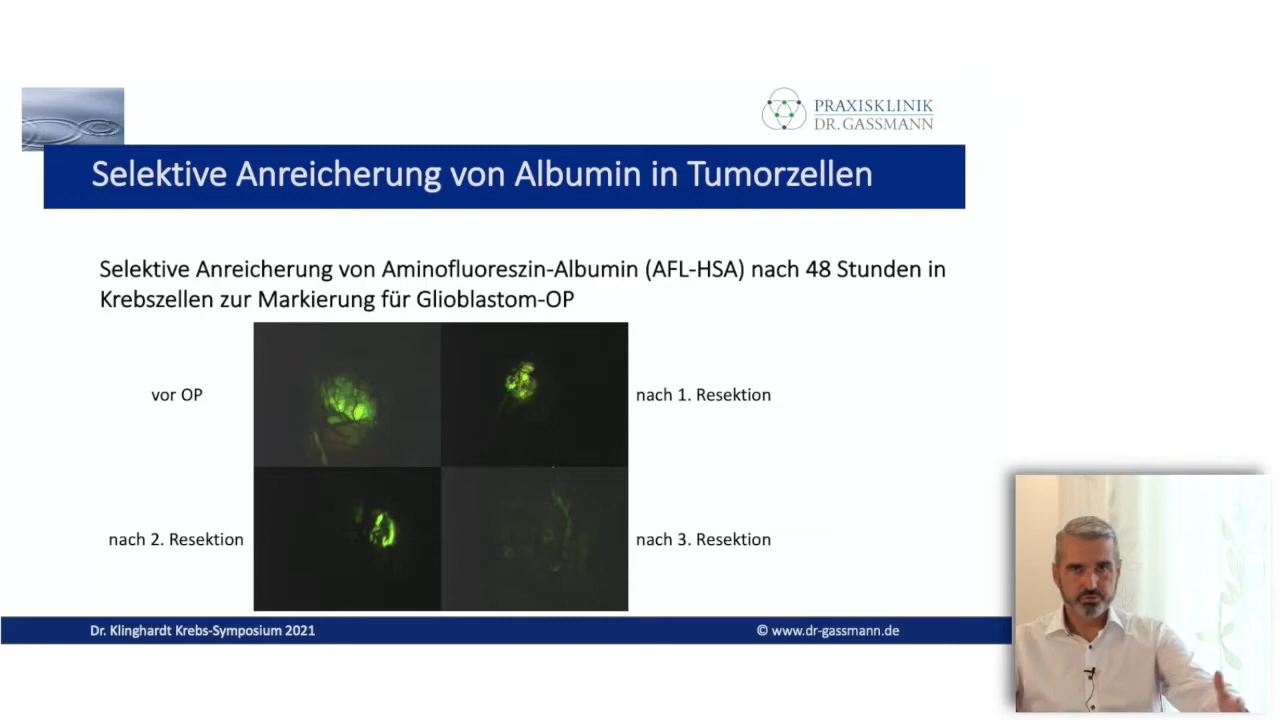 PRAXISKLINIK
DR. GASSMANN
Selektive Anreicherung von Albumin in Tumorzellen
Selektive Anreicherung von Aminofluoreszin-Albumin (AFL-HSA) nach 48 Stunden in
Krebszellen zur Markierung für Glioblastom-OP
vor OP
nach 1. Resektion
nach 2. Resektion
nach 3. Resektion
Dr. Klinghardt Krebs-Symposium 2021
© www.dr-gassmann.de